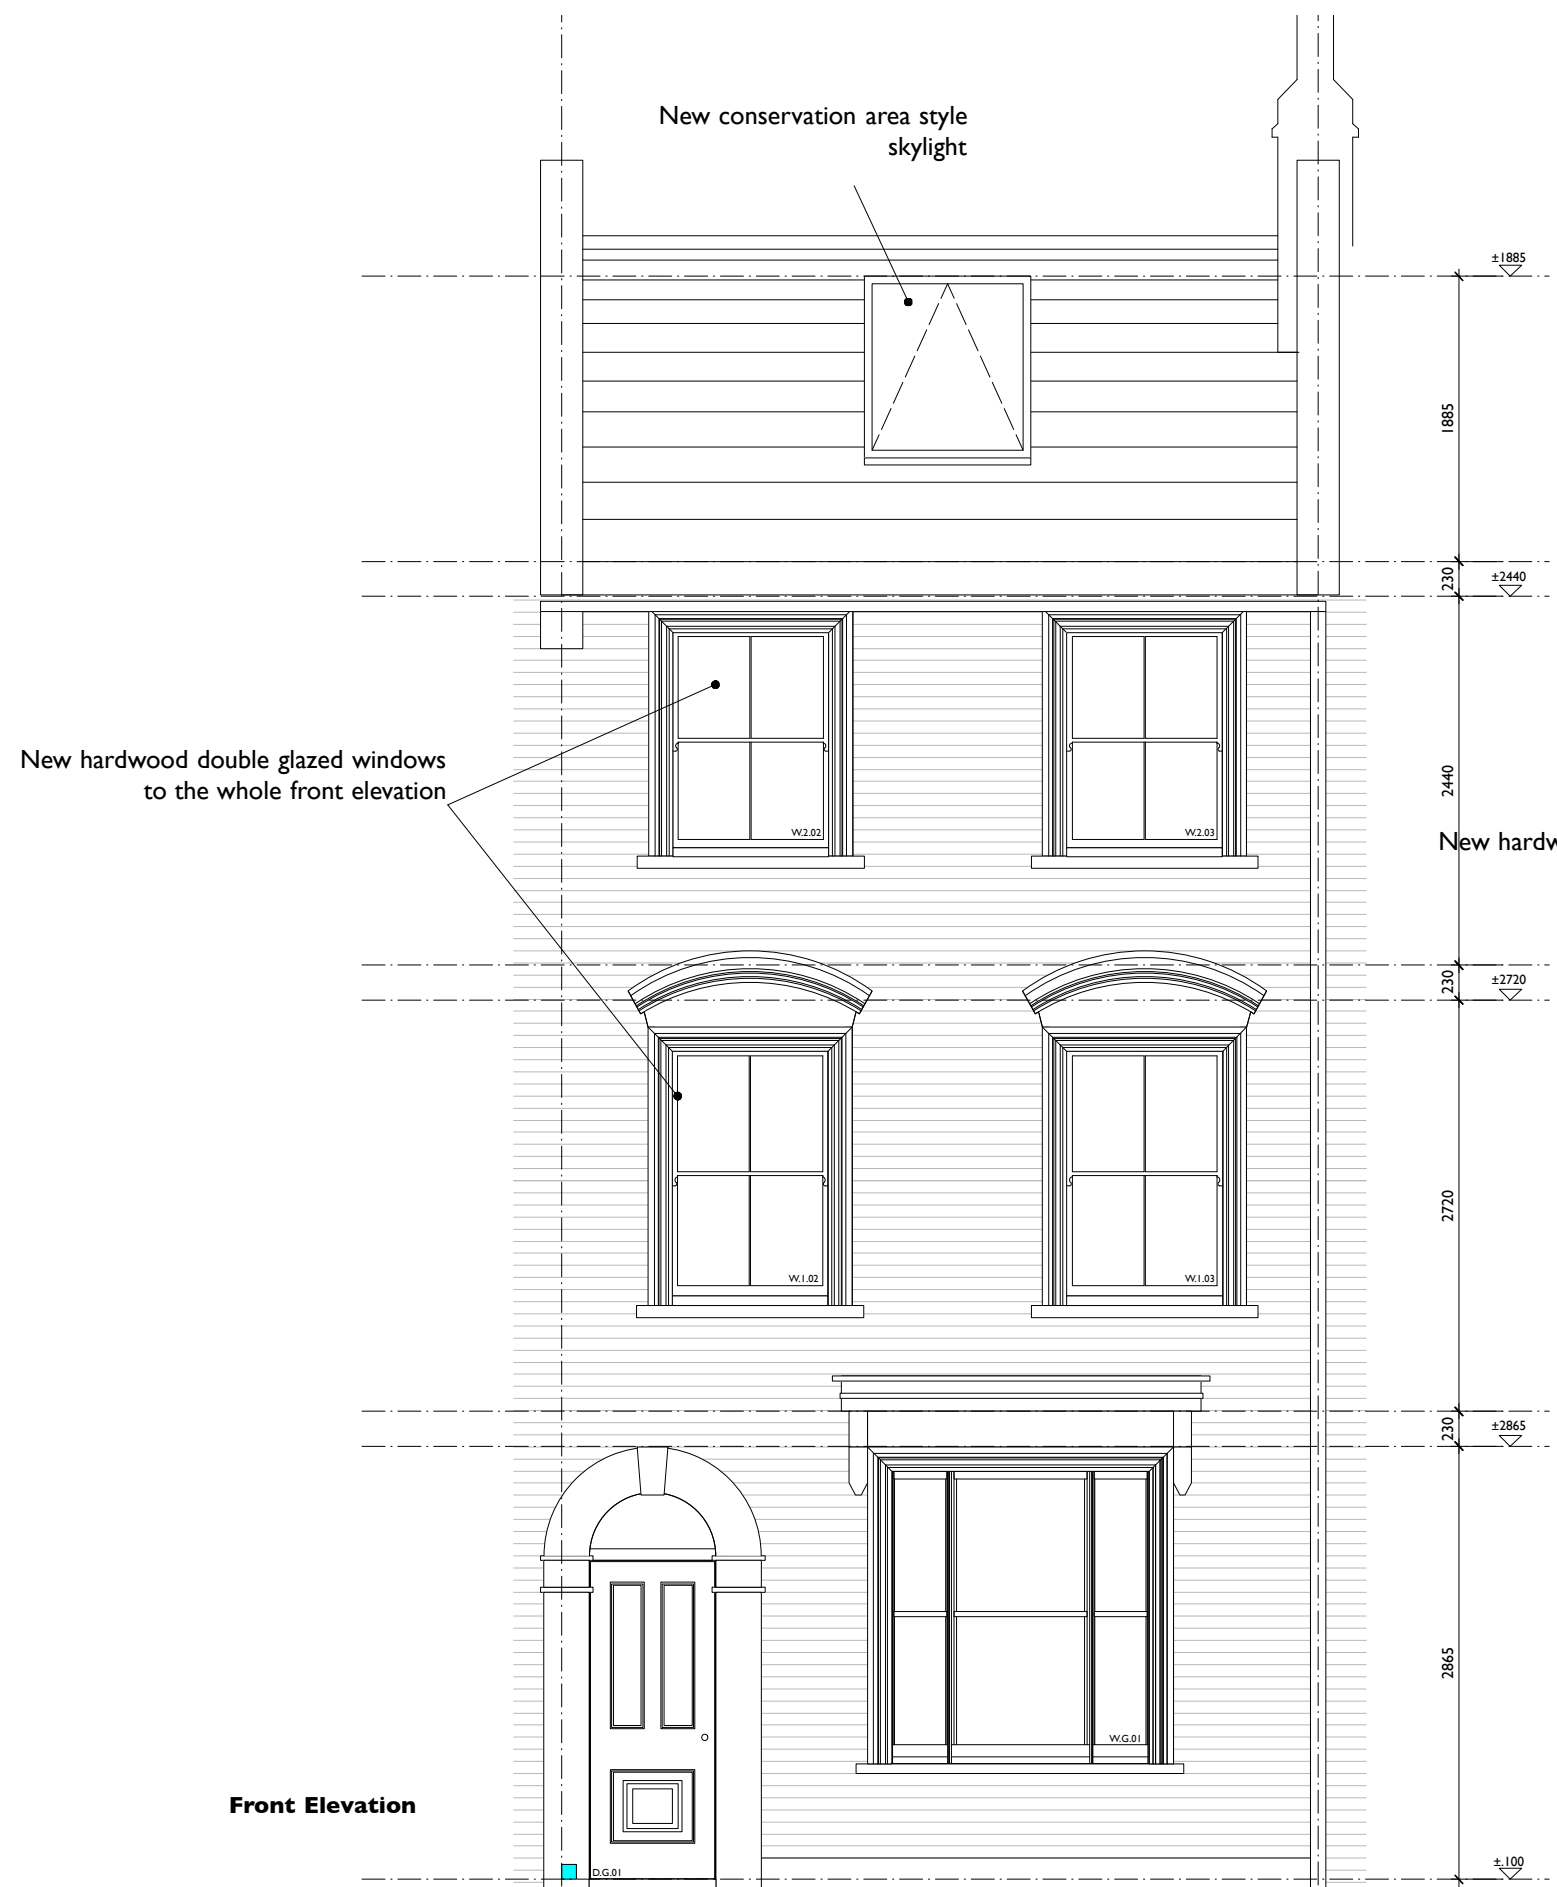 New conservation area style
skylight
±1885
1885
230
±2440
New hardwood double glazed windows
to the whole front elevation
2440
W.2.02
W.2.03
New hardw
230
±2720
2720
W.1.02
W.1.03
230
±2865
2865
W.G.01
Front Elevation
D.G.01
±.100